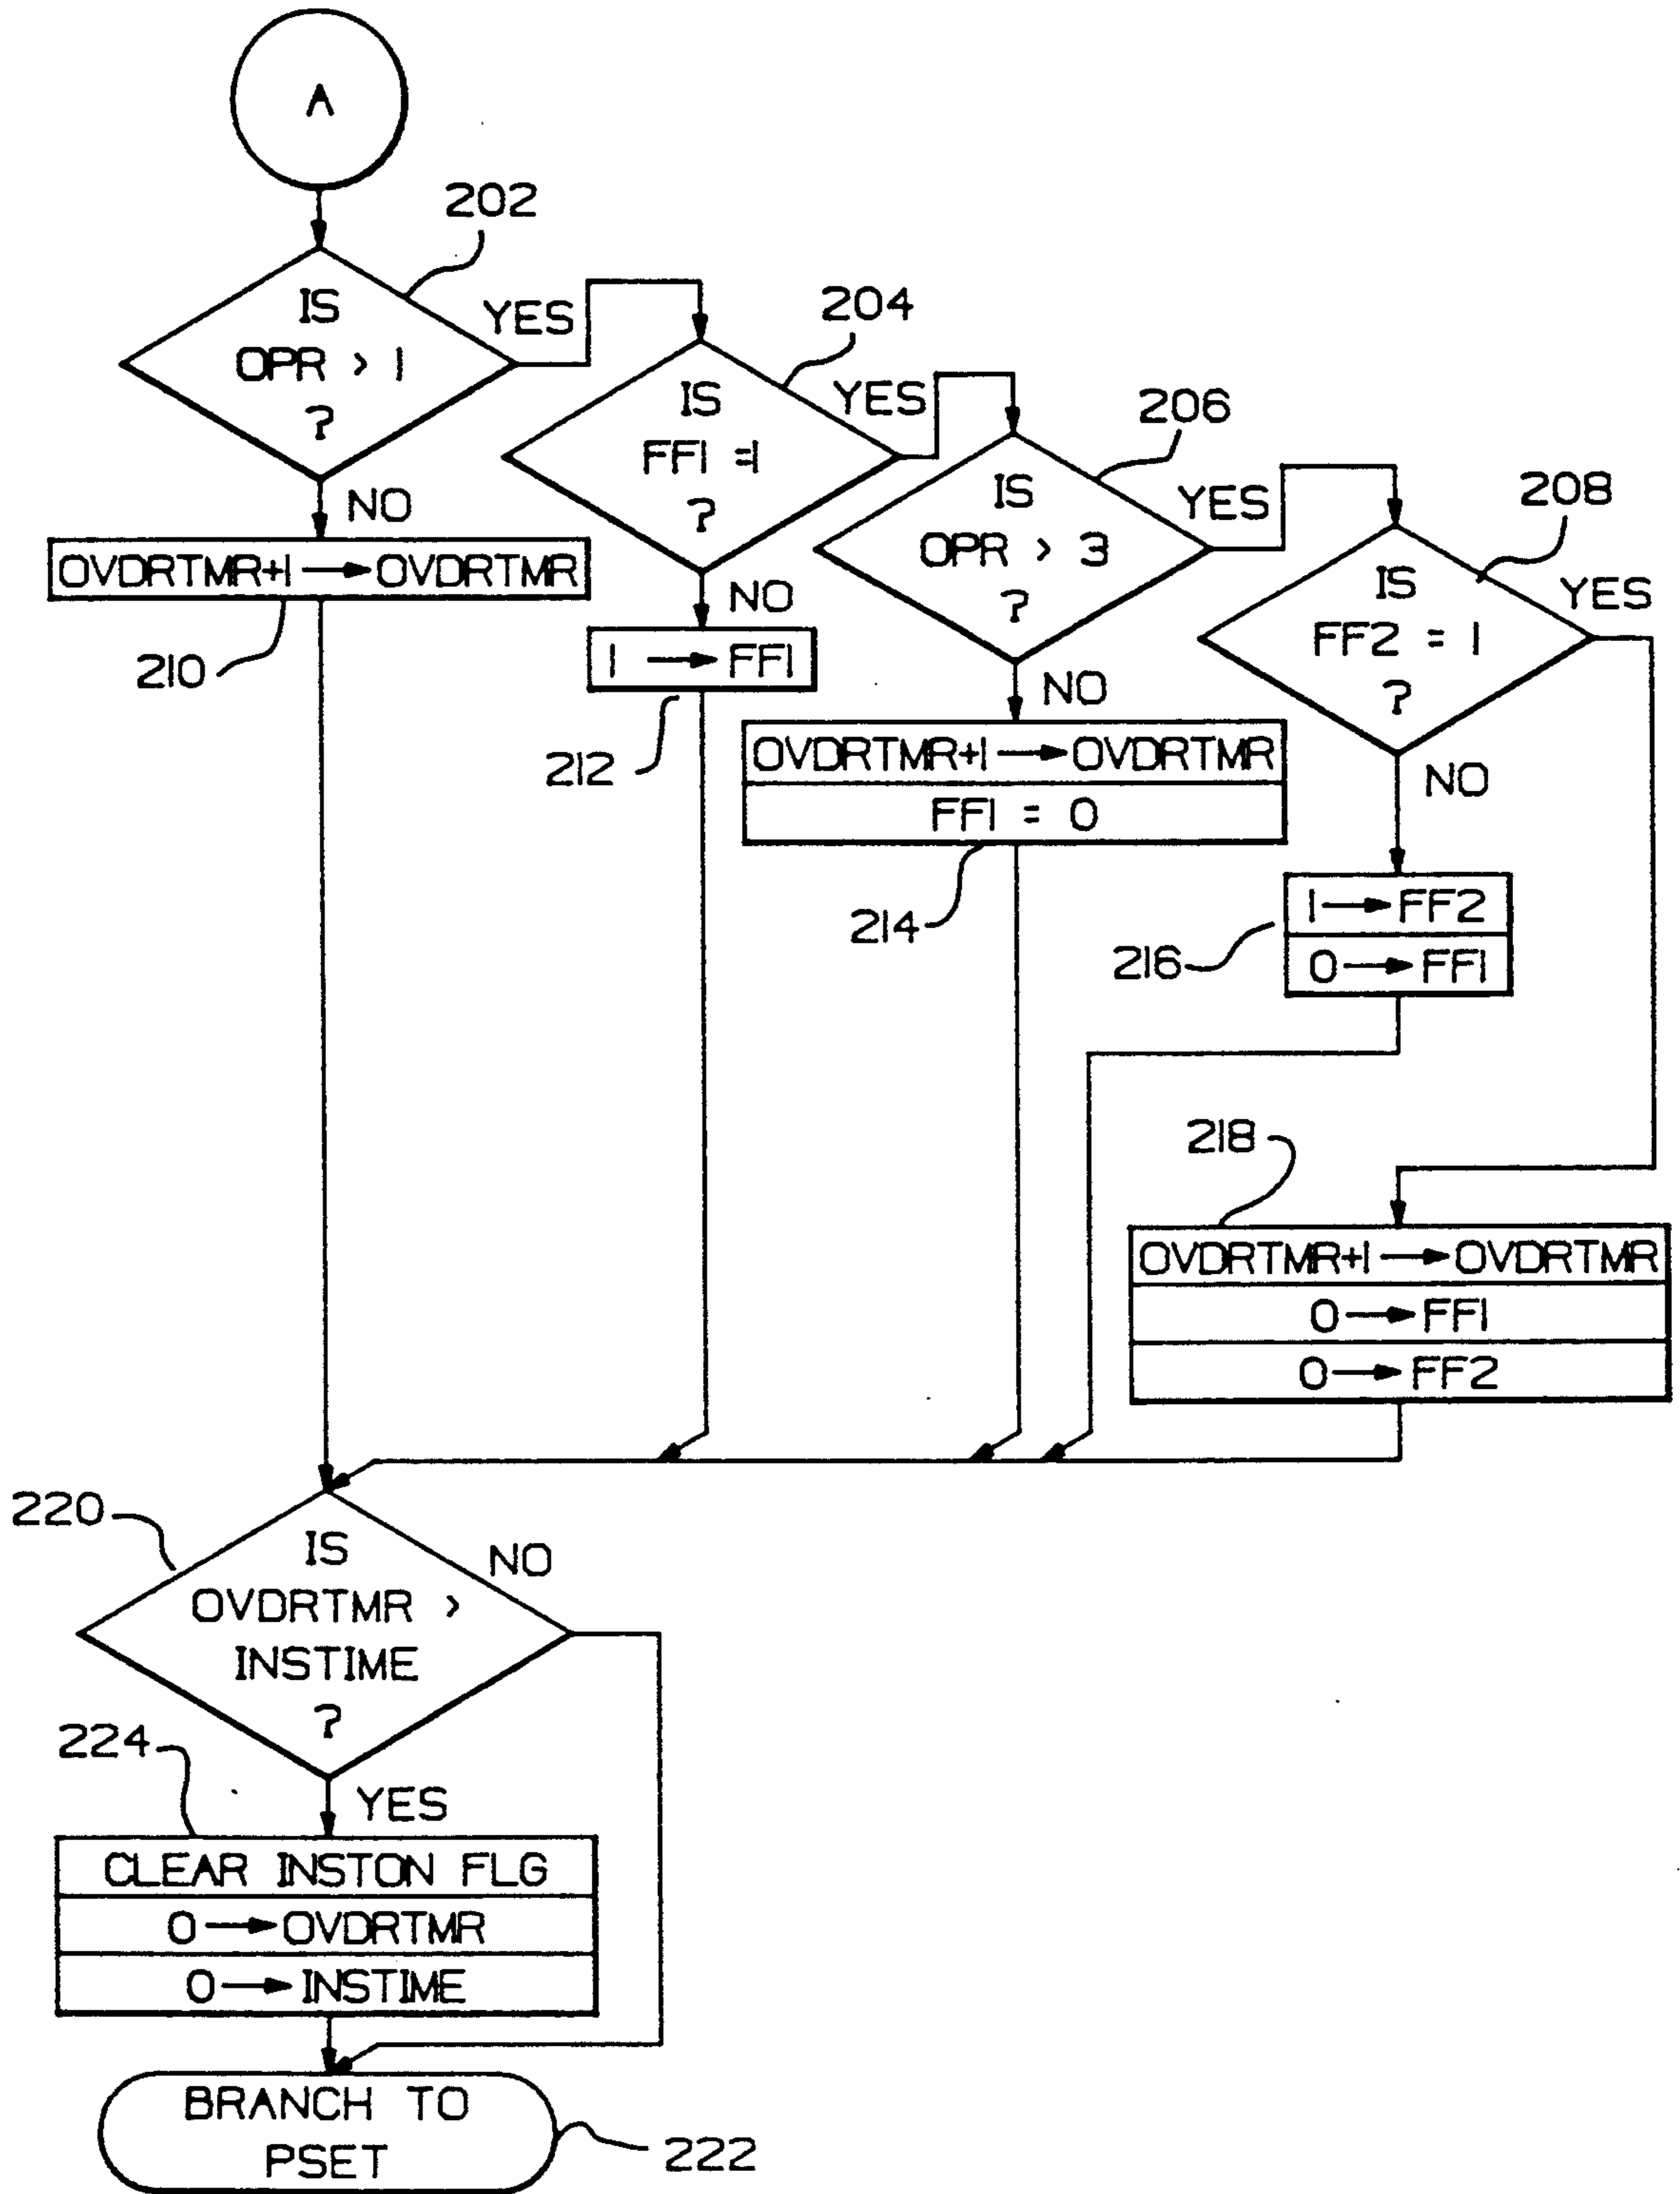 A
202
IS
OPR > 1
?
YES
NO
204
IS
FF1 =1
?
YES
NO
206
IS
OPR > 3
?
YES
NO
208
IS
FF2 = 1
?
YES
NO
OVDRTMR+1 → OVDRTMR
210
1 → FF1
212
OVDRTMR+1 → OVDRTMR
FF1 = 0
214
1 → FF2
0 → FF1
216
218
OVDRTMR+1 → OVDRTMR
0 → FF1
0 → FF2
220
IS
OVDRTMR >
INSTIME
?
NO
YES
224
CLEAR INSTON FLG
0 → OVDRTMR
0 → INSTIME
BRANCH TO
PSET
222